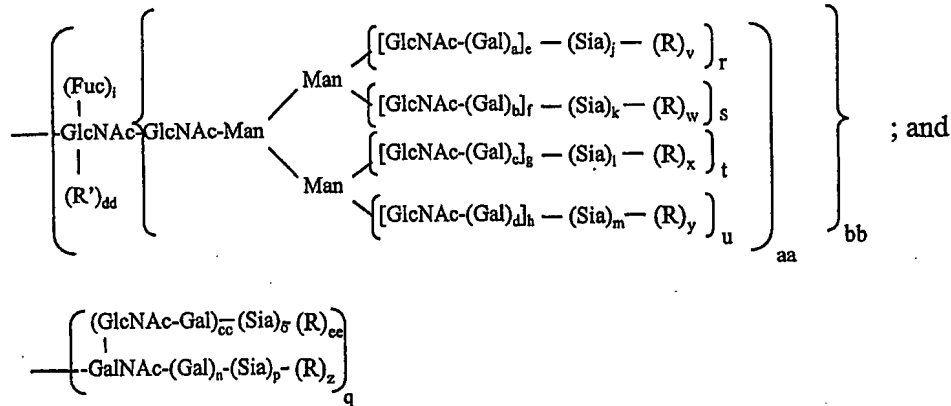 [GlcNAc-(Gal)a]e — (Sia)j — (R)v r
(Fuc)i
Man
[GlcNAc-(Gal)b]f — (Sia)k — (R)w s
GlcNAc-GlcNAc-Man ; and
[GlcNAc-(Gal)c]g — (Sia)l — (R)x t
Man
(R')dd
[GlcNAc-(Gal)d]h — (Sia)m — (R)y u
aa bb
(GlcNAc-Gal)cc-(Sia)o-(R)ee
GalNAc-(Gal)n-(Sia)p-(R)z
q